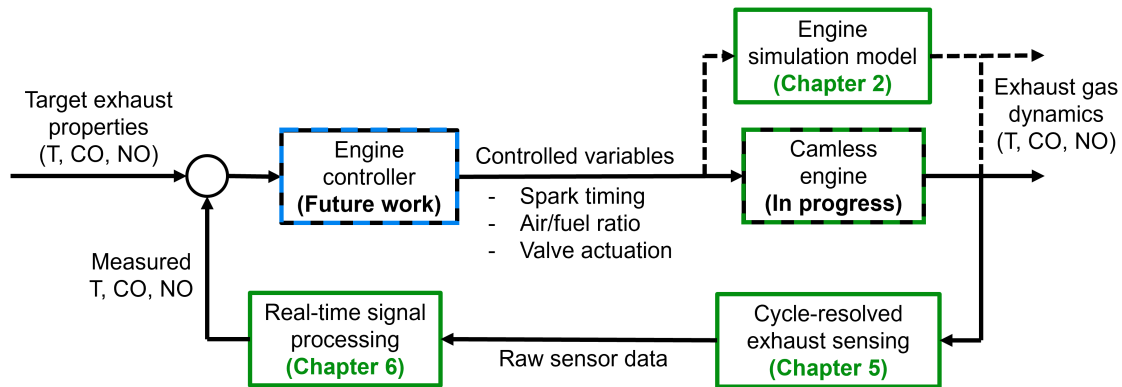 Target exhaust
properties
(T, CO, NO)
Engine
controller
(Future work)
Controlled variables
- Spark timing
- Air/fuel ratio
- Valve actuation
Engine
simulation model
(Chapter 2)
Camless
engine
(In progress)
Exhaust gas
dynamics
(T, CO, NO)
Measured
T, CO, NO
Real-time signal
processing
(Chapter 6)
Raw sensor data
Cycle-resolved
exhaust sensing
(Chapter 5)